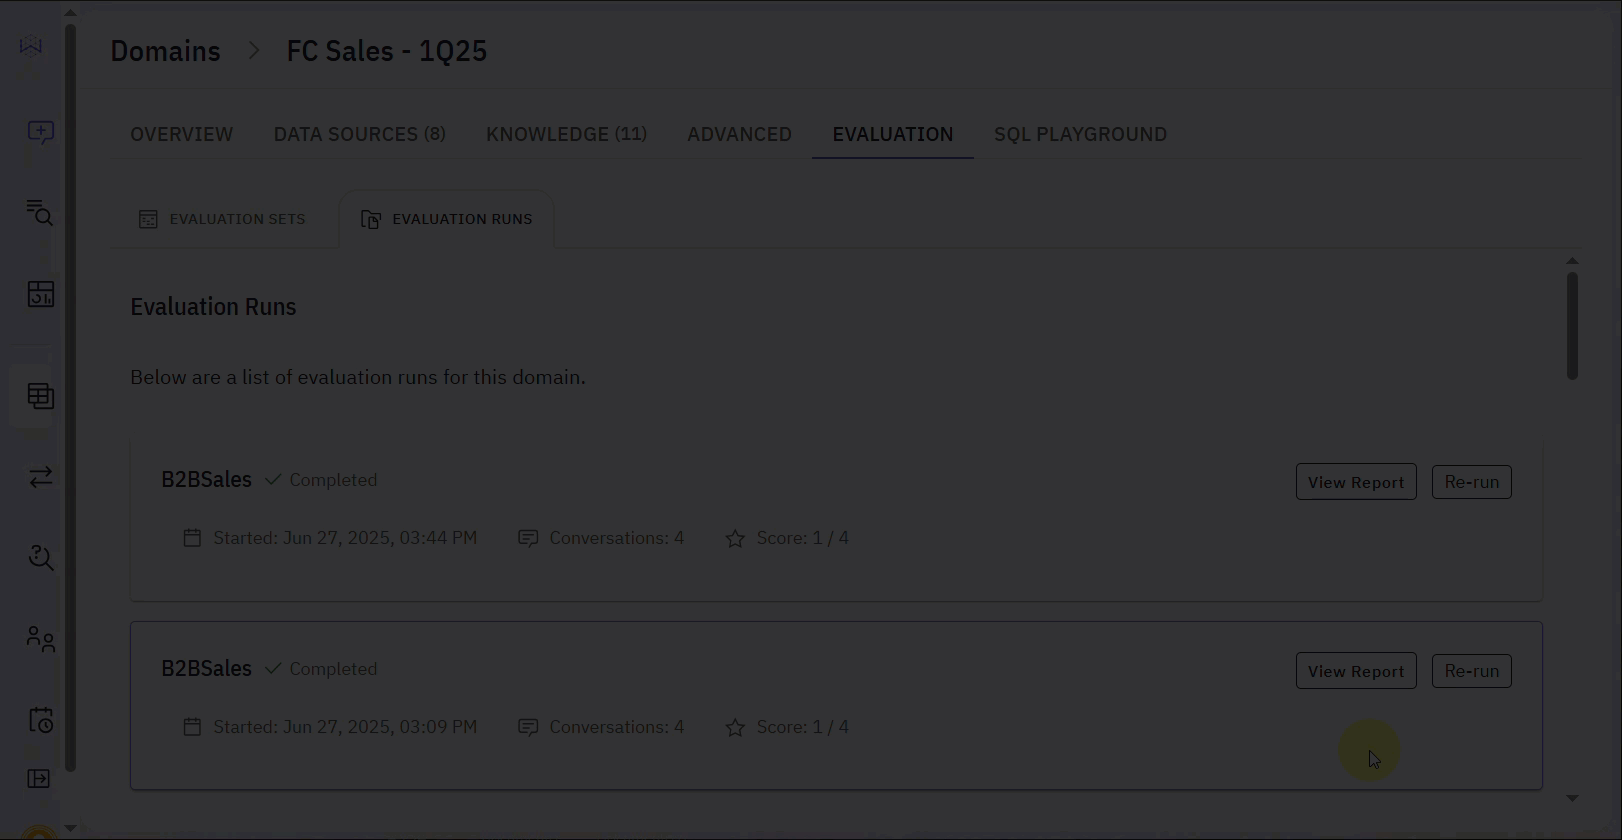 Domains > FC Sales - 1Q25
OVERVIEW DATA SOURCES (8) KNOWLEDGE (11) ADVANCED EVALUATION SQL PLAYGROUND
EVALUATION SETS EVALUATION RUNS
Evaluation Runs
Below are a list of evaluation runs for this domain.
B2BSales Completed View Report Re-run
Started: Jun 27, 2025, 03:44 PM Conversations: 4 Score: 1 / 4
B2BSales Completed View Report Re-run
Started: Jun 27, 2025, 03:09 PM Conversations: 4 Score: 1 / 4